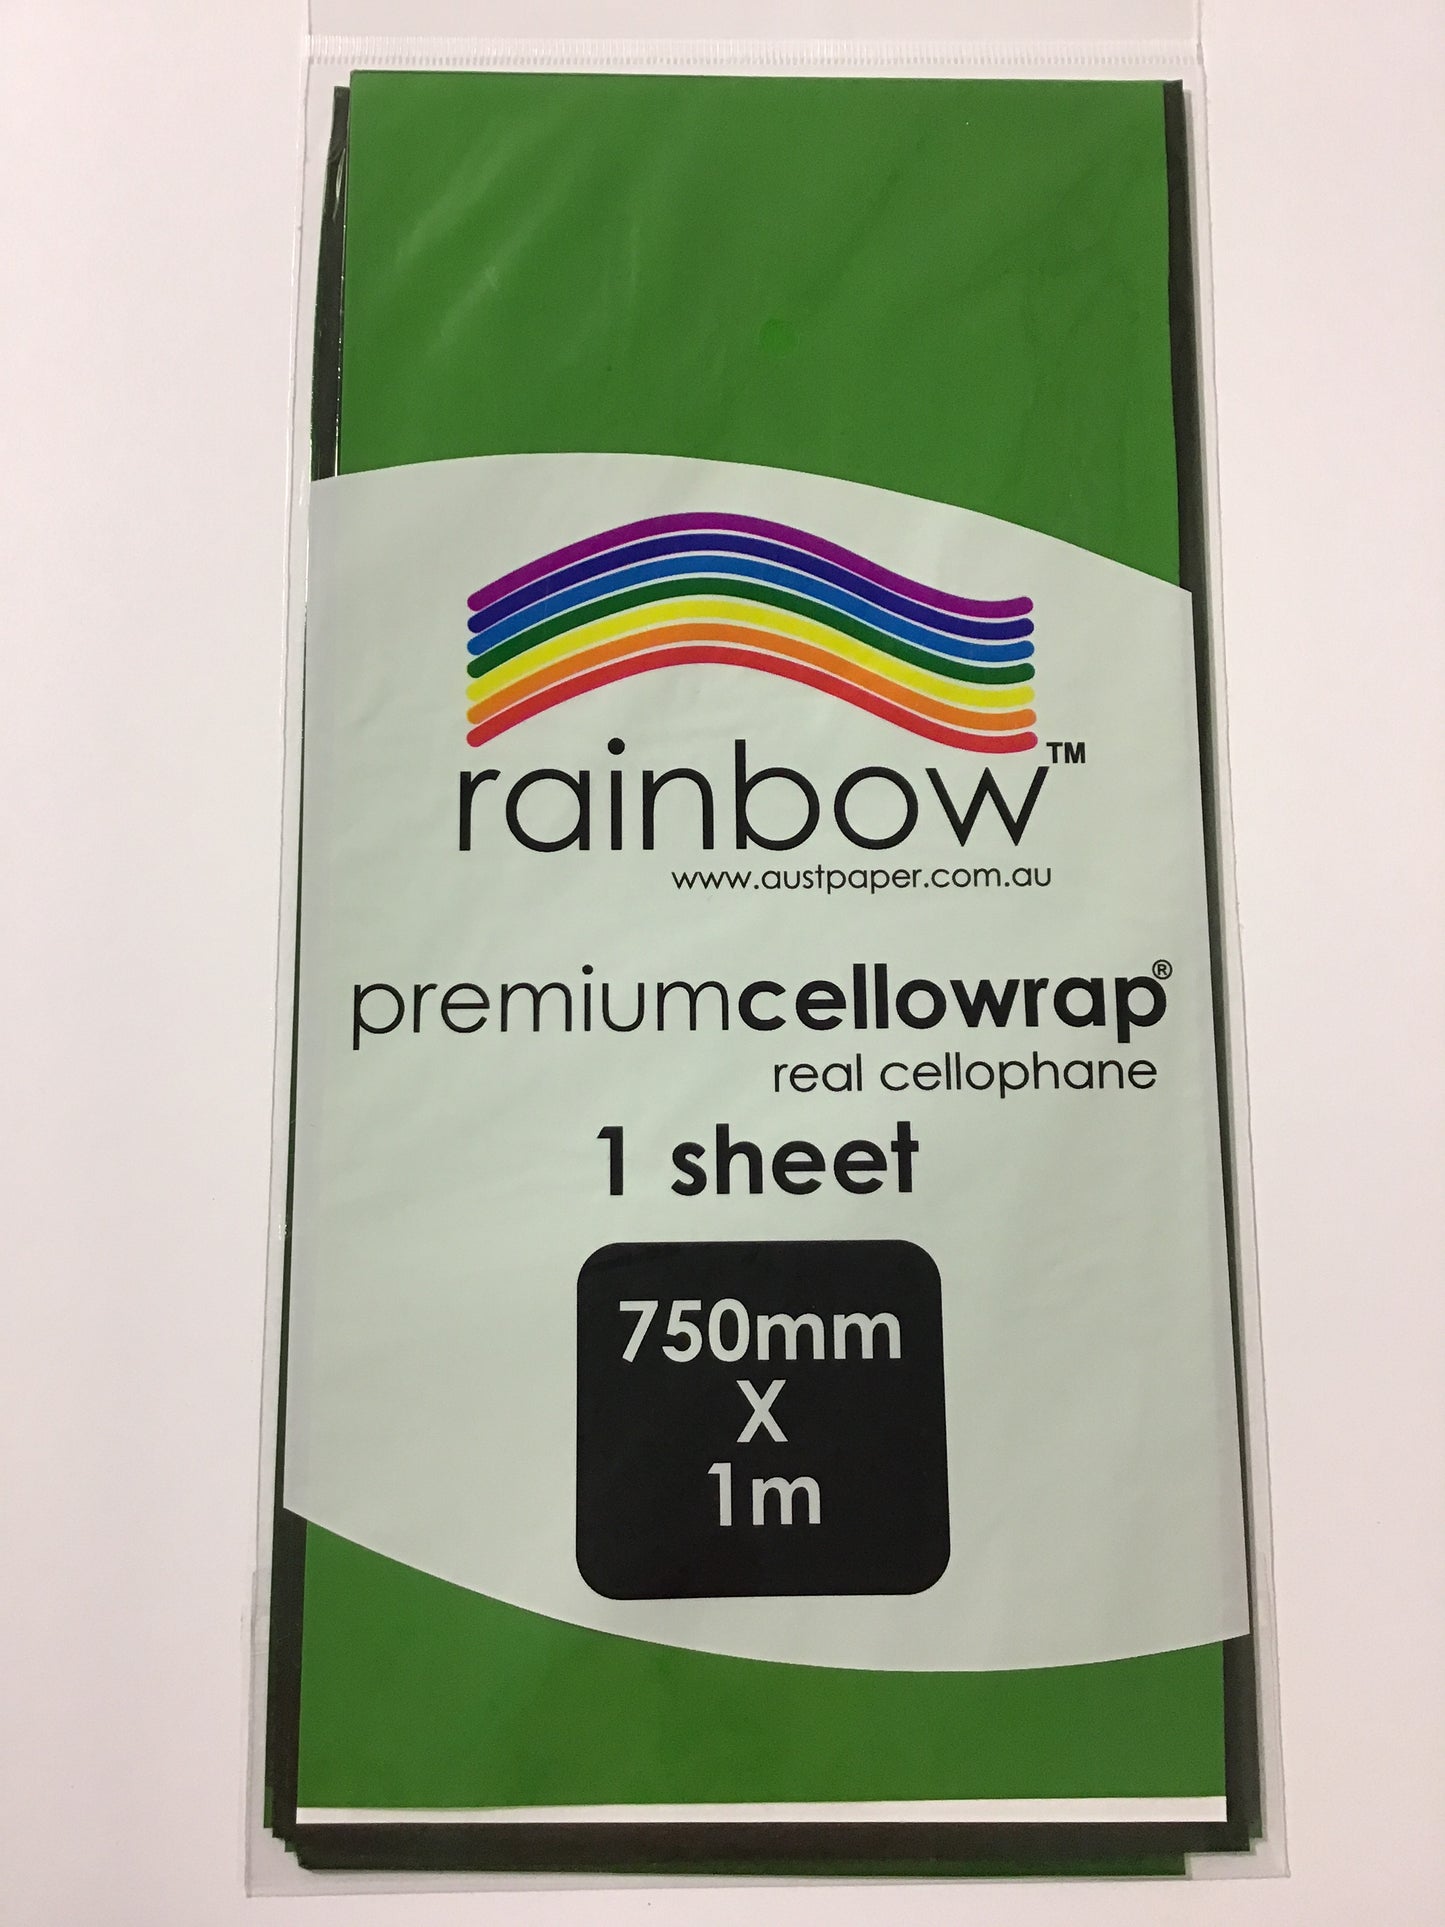 rainbow™
www.austpaper.com.au
premiumcellowrap®
real cellophane
1 sheet
750mm
X
1m